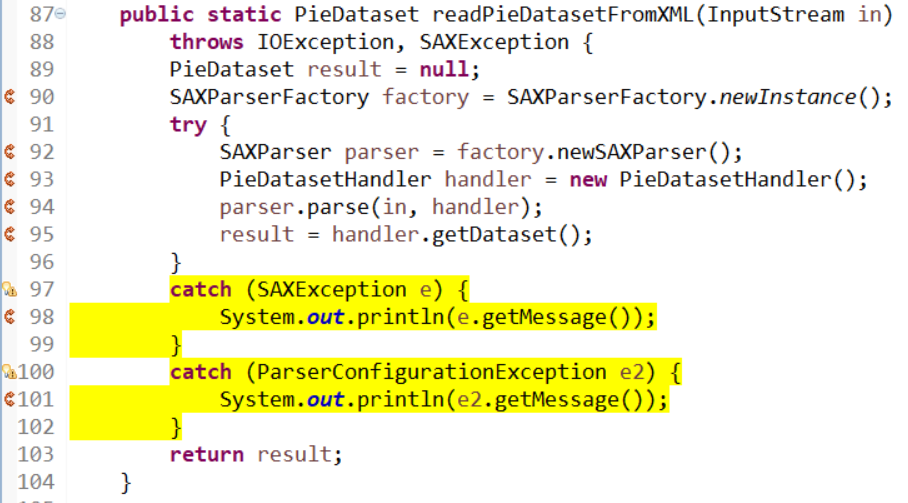 87 public static PieDataset readPieDatasetFromXML(InputStream in)
88 throws IOException, SAXException {
89 PieDataset result = null;
90 SAXParserFactory factory = SAXParserFactory.newInstance();
91 try {
92 SAXParser parser = factory.newSAXParser();
93 PieDatasetHandler handler = new PieDatasetHandler();
94 parser.parse(in, handler);
95 result = handler.getDataset();
96 }
97 catch (SAXException e) {
98 System.out.println(e.getMessage());
99 }
100 catch (ParserConfigurationException e2) {
101 System.out.println(e2.getMessage());
102 }
103 return result;
104 }